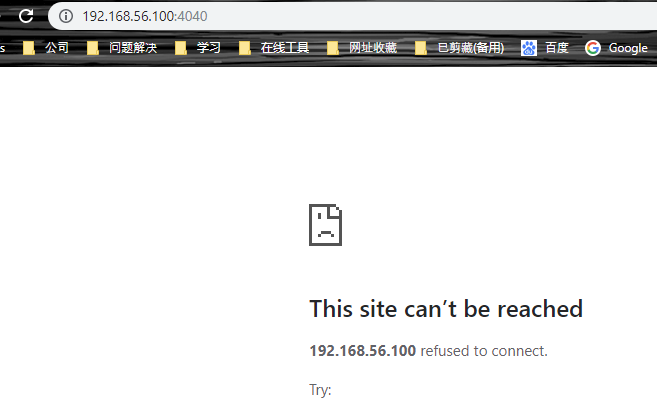 192.168.56.100:4040
s 公司 问题解决 学习 在线工具 网址收藏 已剪藏(备用) 百度 Google
This site can’t be reached
192.168.56.100 refused to connect.
Try: